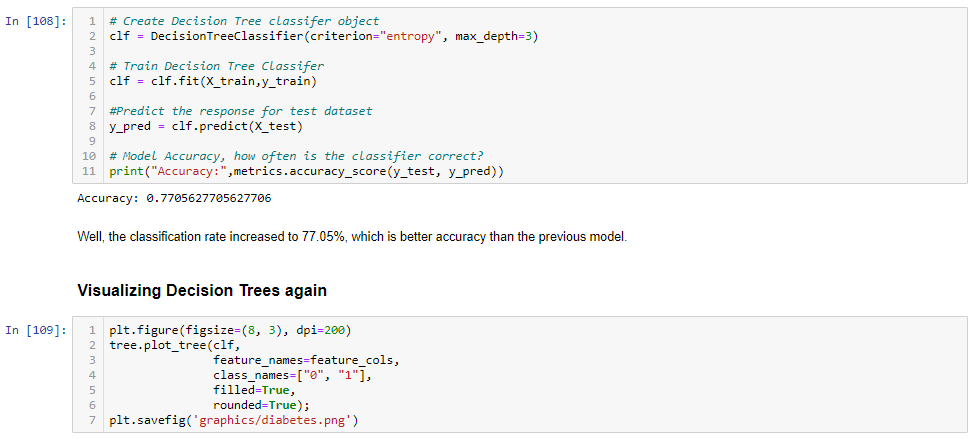 In [108]:
1 # Create Decision Tree classifer object
2 clf = DecisionTreeClassifier(criterion="entropy", max_depth=3)
3
4 # Train Decision Tree Classifer
5 clf = clf.fit(X_train,y_train)
6
7 #Predict the response for test dataset
8 y_pred = clf.predict(X_test)
9
10 # Model Accuracy, how often is the classifier correct?
11 print("Accuracy:",metrics.accuracy_score(y_test, y_pred))
Accuracy: 0.7705627705627706
Well, the classification rate increased to 77.05%, which is better accuracy than the previous model.
Visualizing Decision Trees again
In [109]:
1 plt.figure(figsize=(8, 3), dpi=200)
2 tree.plot_tree(clf,
3 feature_names=feature_cols,
4 class_names=["0", "1"],
5 filled=True,
6 rounded=True);
7 plt.savefig('graphics/diabetes.png')